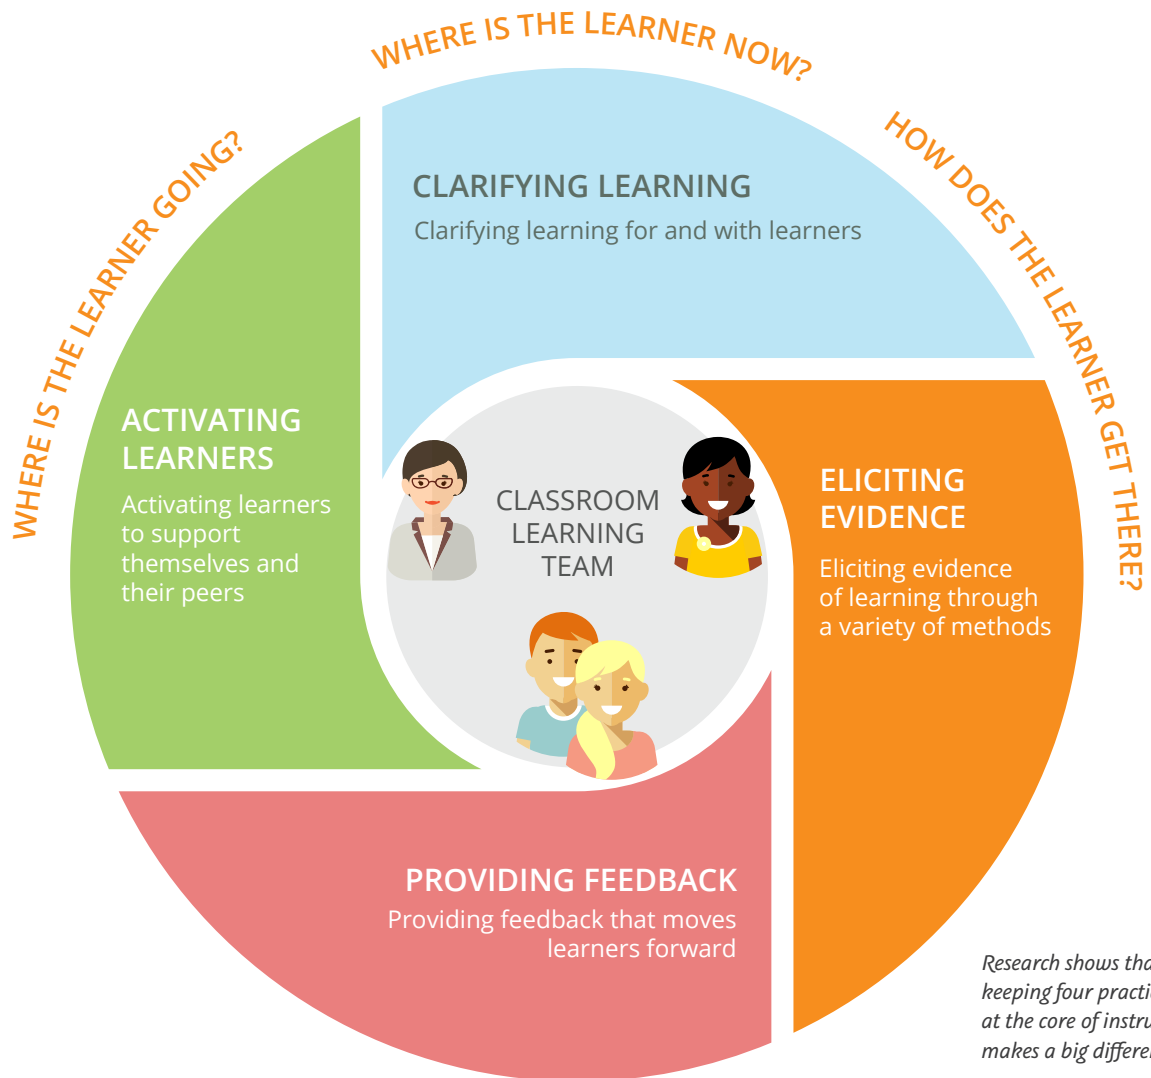 WHERE IS THE LEARNER GOING?
WHERE IS THE LEARNER NOW?
HOW DOES THE LEARNER GET THERE?
CLARIFYING LEARNING
Clarifying learning for and with learners
ACTIVATING
LEARNERS
Activating learners
to support
themselves and
their peers
CLASSROOM
LEARNING
TEAM
ELICITING
EVIDENCE
Eliciting evidence
of learning through
a variety of methods
PROVIDING FEEDBACK
Providing feedback that moves
learners forward
Research shows
keeping four
at the core of
makes a big